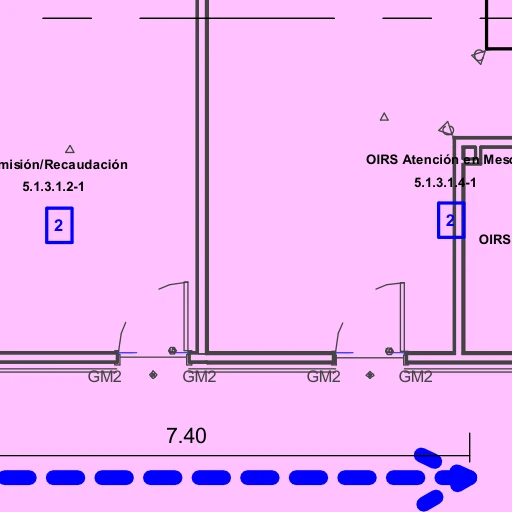 misión/Recaudación
5.1.3.1.2-1
2
OIRS Atención en Meso
5.1.3.1.4-1
2
OIRS
GM2 GM2 GM2 GM2
7.40